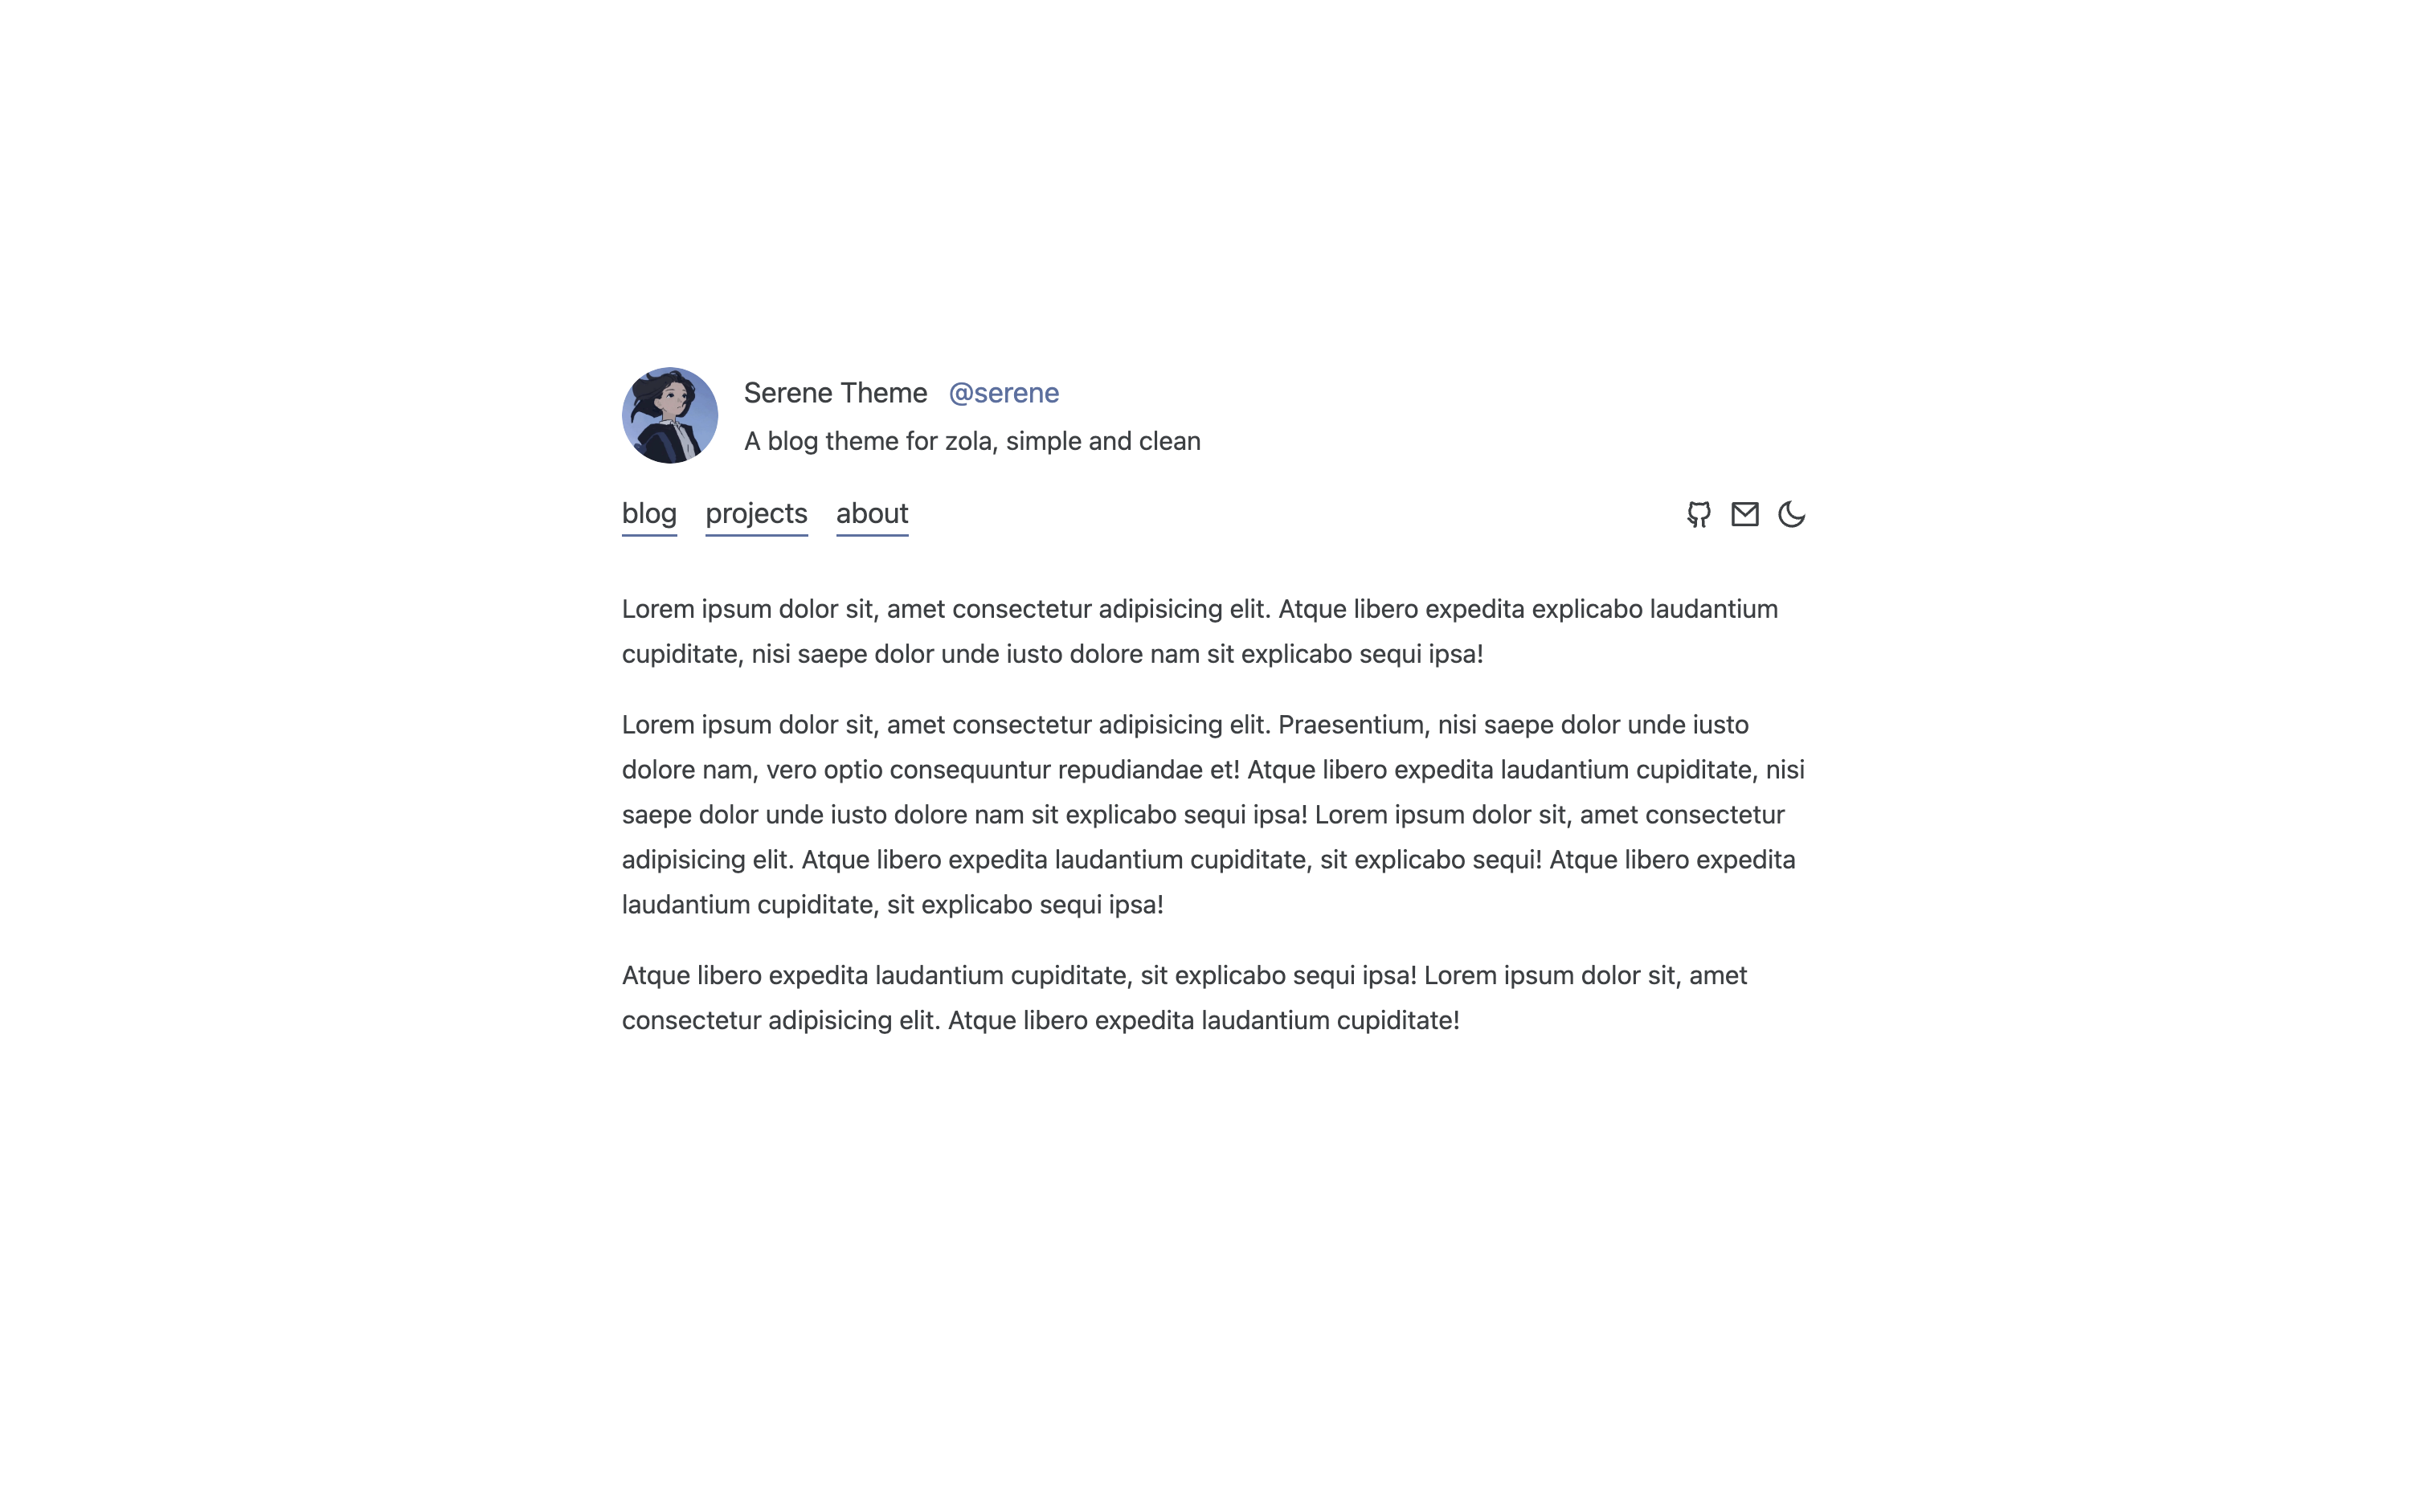 Serene Theme @serene
A blog theme for zola, simple and clean
blog projects about
Lorem ipsum dolor sit, amet consectetur adipisicing elit. Atque libero expedita explicabo laudantium
cupiditate, nisi saepe dolor unde iusto dolore nam sit explicabo sequi ipsa!
Lorem ipsum dolor sit, amet consectetur adipisicing elit. Praesentium, nisi saepe dolor unde iusto
dolore nam, vero optio consequuntur repudiandae et! Atque libero expedita laudantium cupiditate, nisi
saepe dolor unde iusto dolore nam sit explicabo sequi ipsa! Lorem ipsum dolor sit, amet consectetur
adipisicing elit. Atque libero expedita laudantium cupiditate, sit explicabo sequi! Atque libero expedita
laudantium cupiditate, sit explicabo sequi ipsa!
Atque libero expedita laudantium cupiditate, sit explicabo sequi ipsa! Lorem ipsum dolor sit, amet
consectetur adipisicing elit. Atque libero expedita laudantium cupiditate!